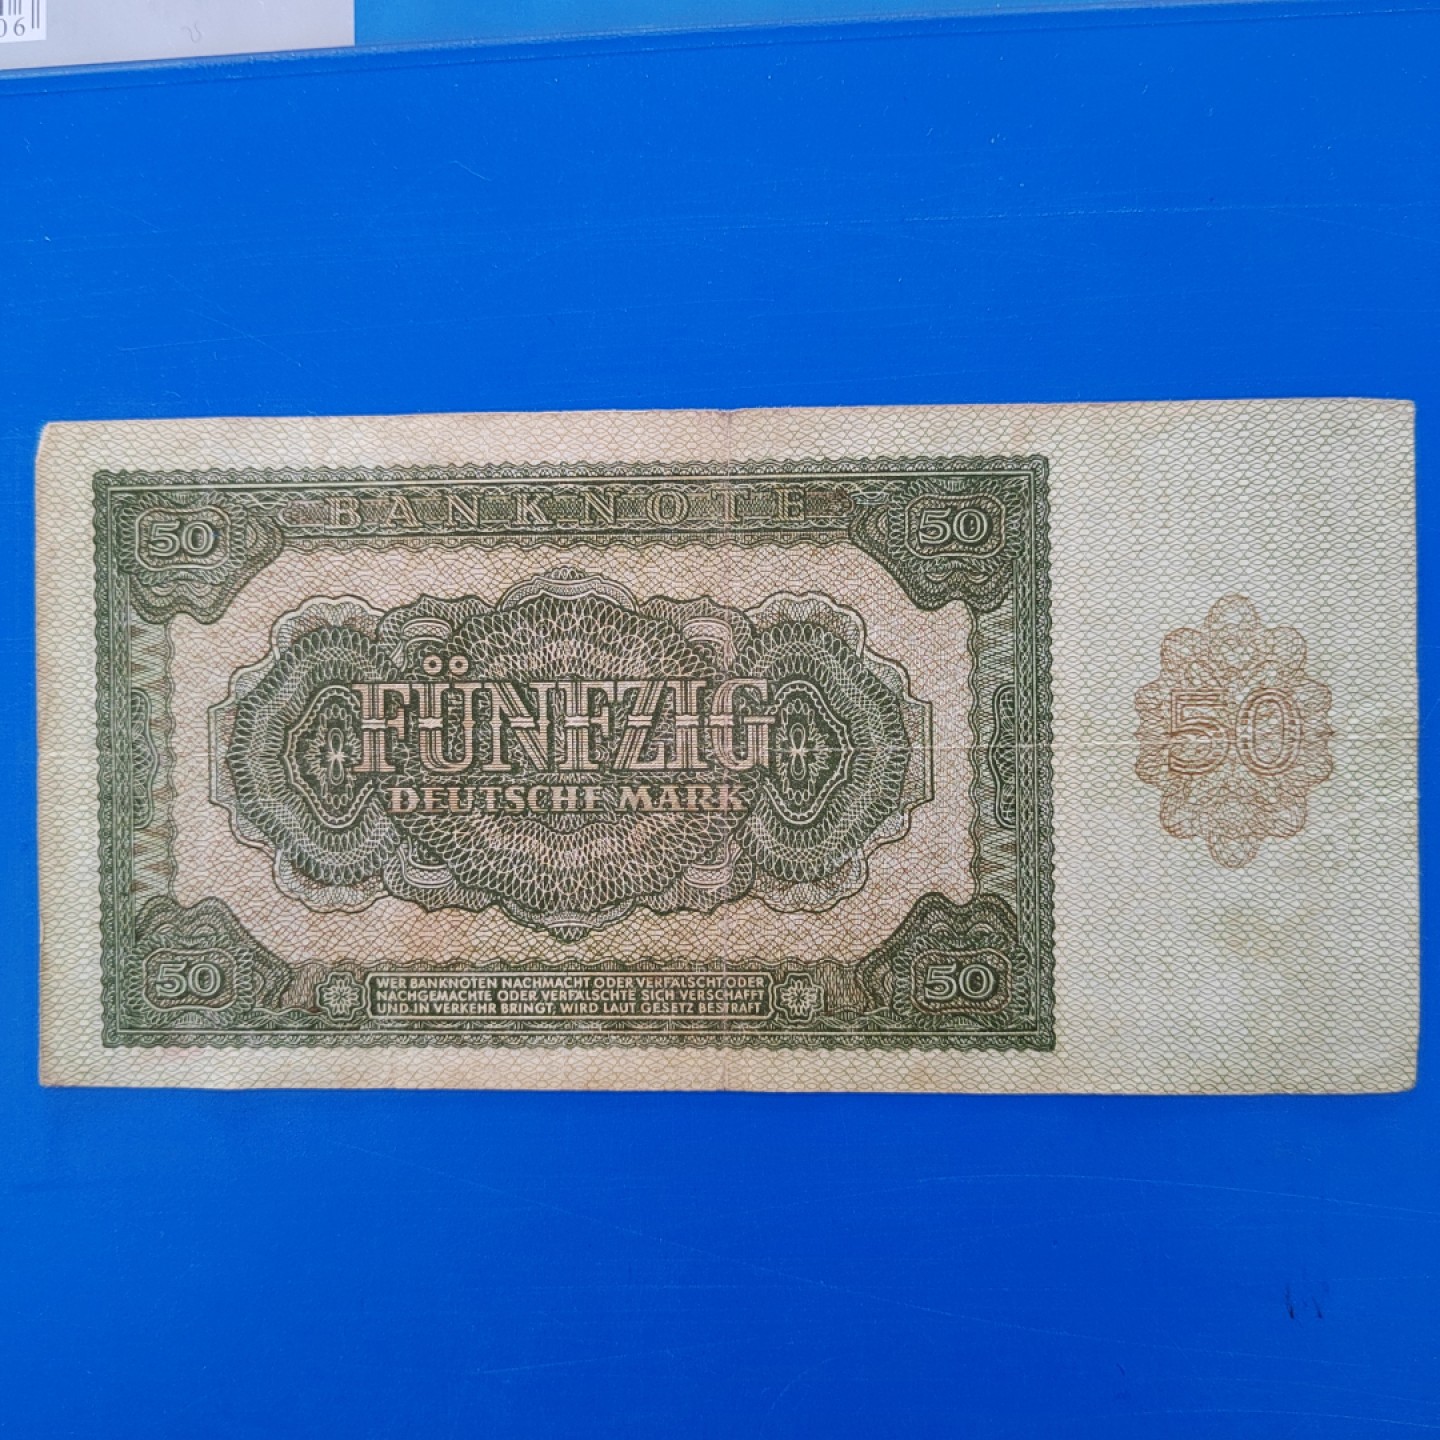 06
BANKNOTE
50 50
FÜNFZIG
DEUTSCHE MARK
50
50 50
WER BANKNOTEN NACHMACHT ODER VERFÄLSCHT ODER
NACHGEMACHTE ODER VERFÄLSCHTE SICH VERSCHAFFT
UND IN VERKEHR BRINGT, WIRD LAUT GESETZ BESTRAFT